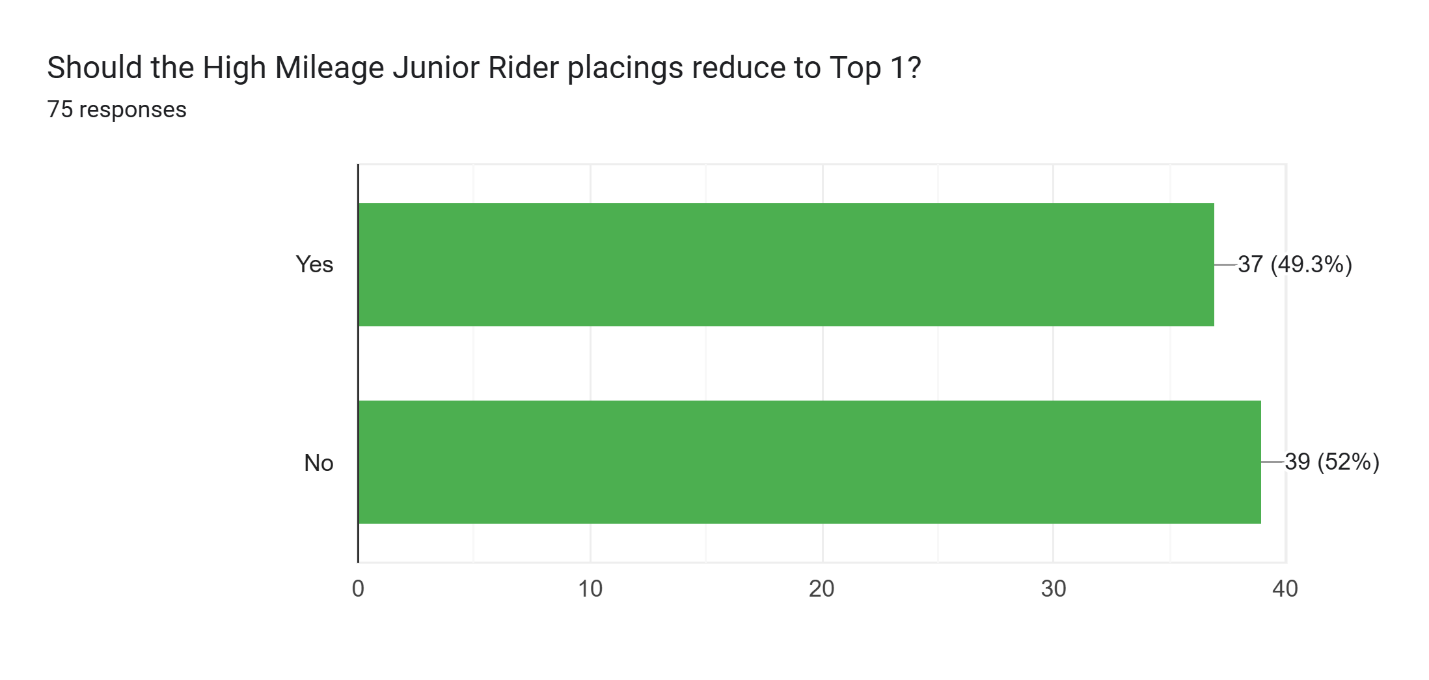 Should the High Mileage Junior Rider placings reduce to Top 1?
75 responses
Yes
37 (49.3%)
No
39 (52%)
0 10 20 30 40